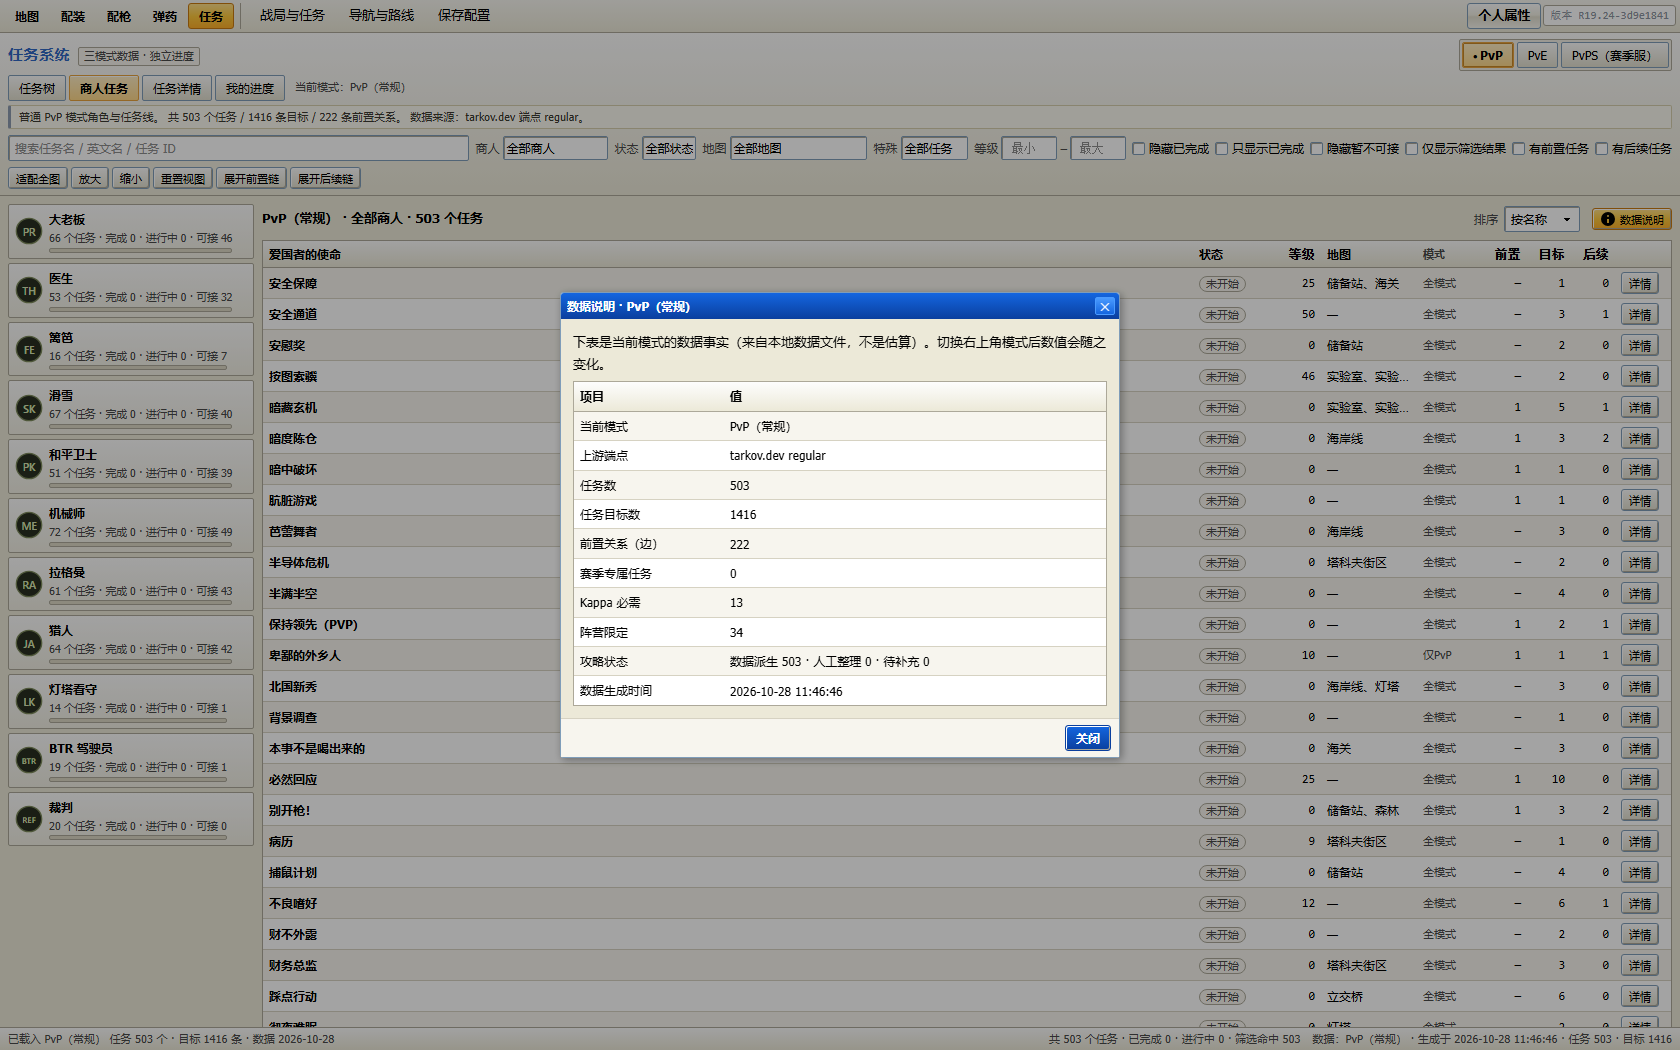 地图 配装 配枪 弹药 任务 战局与任务 导航与路线 保存配置 个人属性 版本 R19.24-3d9e1841
任务系统 三模式数据 · 独立进度 • PvP PvE PvPS（赛季服）
任务树 商人任务 任务详情 我的进度 当前模式：PvP（常规）
普通 PvP 模式角色与任务线。 共 503 个任务 / 1416 条目标 / 222 条前置关系。 数据来源：tarkov.dev 端点 regular。
搜索任务名 / 英文名 / 任务 ID 商人 全部商人 状态 全部状态 地图 全部地图 特殊 全部任务 等级 最小 – 最大 隐藏已完成 只显示已完成 隐藏暂不可接 仅显示筛选结果 有前置任务 有后续任务
适配全图 放大 缩小 重置视图 展开前置链 展开后续链
PR 大老板
66 个任务 · 完成 0 · 进行中 0 · 可接 46
TH 医生
53 个任务 · 完成 0 · 进行中 0 · 可接 32
FE 篱笆
16 个任务 · 完成 0 · 进行中 0 · 可接 7
SK 滑雪
67 个任务 · 完成 0 · 进行中 0 · 可接 40
PK 和平卫士
51 个任务 · 完成 0 · 进行中 0 · 可接 39
ME 机械师
72 个任务 · 完成 0 · 进行中 0 · 可接 49
RA 拉格曼
61 个任务 · 完成 0 · 进行中 0 · 可接 43
JA 猎人
64 个任务 · 完成 0 · 进行中 0 · 可接 42
LK 灯塔看守
14 个任务 · 完成 0 · 进行中 0 · 可接 1
BTR BTR 驾驶员
19 个任务 · 完成 0 · 进行中 0 · 可接 1
REF 裁判
20 个任务 · 完成 0 · 进行中 0 · 可接 0
PvP（常规） · 全部商人 · 503 个任务 排序 按名称 数据说明
爱国者的使命 状态 等级 地图 模式 前置 目标 后续
安全保障 未开始 25 储备站、海关 全模式 — 1 0 详情
安全通道 未开始 50 — 全模式 — 3 1 详情
安慰奖 未开始 0 储备站 全模式 — 2 0 详情
按图索骥 未开始 46 实验室、实验... 全模式 — 2 0 详情
暗藏玄机 未开始 0 实验室、实验... 全模式 1 5 1 详情
暗度陈仓 未开始 0 海岸线 全模式 1 3 2 详情
暗中破坏 未开始 0 — 全模式 1 1 0 详情
肮脏游戏 未开始 0 — 全模式 1 1 0 详情
芭蕾舞者 未开始 0 海岸线 全模式 — 3 0 详情
半导体危机 未开始 0 塔科夫街区 全模式 — 2 0 详情
半满半空 未开始 0 — 全模式 — 4 0 详情
保持领先（PVP） 未开始 0 — 全模式 1 2 1 详情
卑鄙的外乡人 未开始 10 — 仅PvP 1 1 1 详情
北国新秀 未开始 0 海岸线、灯塔 全模式 — 3 0 详情
背景调查 未开始 0 — 全模式 — 1 0 详情
本事不是喝出来的 未开始 0 海关 全模式 — 3 0 详情
必然回应 未开始 25 — 全模式 1 10 0 详情
别开枪！ 未开始 0 储备站、森林 全模式 1 3 2 详情
病历 未开始 9 塔科夫街区 全模式 — 1 0 详情
捕鼠计划 未开始 0 储备站 全模式 — 4 0 详情
不良嗜好 未开始 12 — 全模式 — 6 1 详情
财不外露 未开始 0 — 全模式 — 2 0 详情
财务总监 未开始 0 塔科夫街区 全模式 — 3 0 详情
踩点行动 未开始 0 立交桥 全模式 — 6 0 详情
数据说明 · PvP（常规）
下表是当前模式的数据事实（来自本地数据文件，不是估算）。切换右上角模式后数值会随之
变化。
项目 值
当前模式 PvP（常规）
上游端点 tarkov.dev regular
任务数 503
任务目标数 1416
前置关系（边） 222
赛季专属任务 0
Kappa 必需 13
阵营限定 34
攻略状态 数据派生 503 · 人工整理 0 · 待补充 0
数据生成时间 2026-10-28 11:46:46
关闭
已载入 PvP（常规） 任务 503 个 · 目标 1416 条 · 数据 2026-10-28 共 503 个任务 · 已完成 0 · 进行中 0 · 筛选命中 503 数据：PvP（常规） · 生成于 2026-10-28 11:46:46 · 任务 503 · 目标 1416